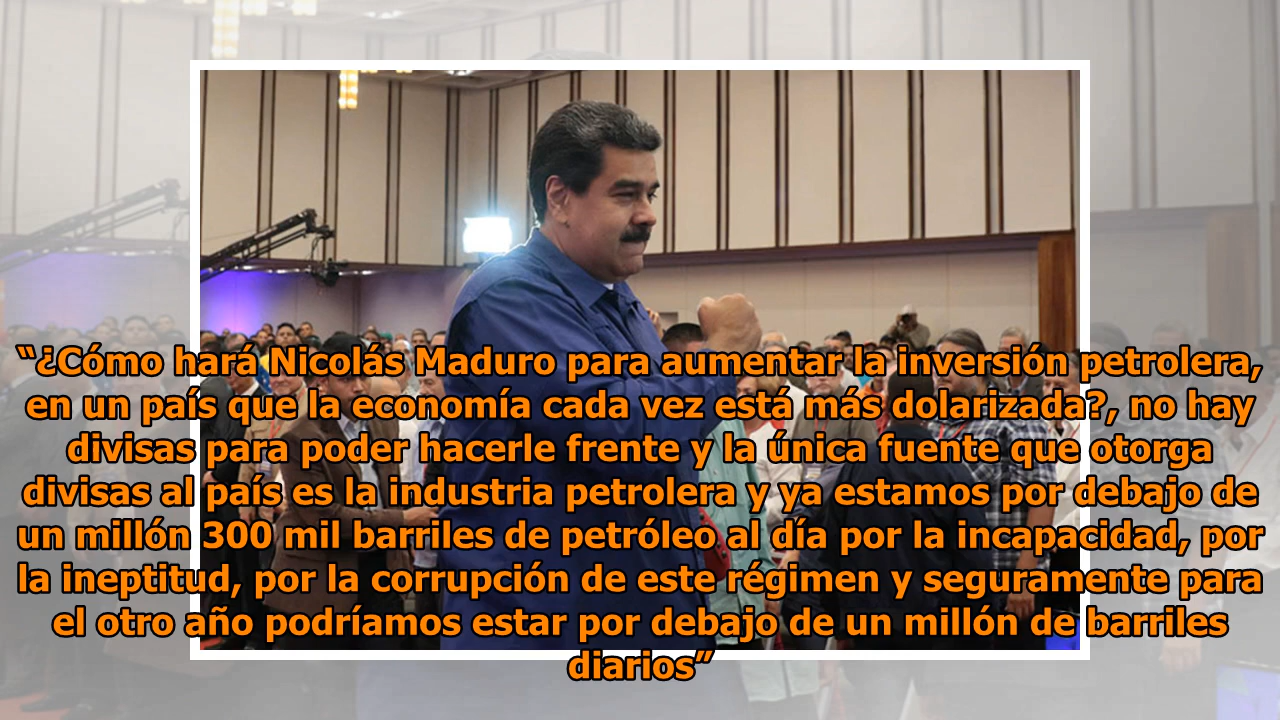 “¿Cómo hará Nicolás Maduro para aumentar la inversión petrolera,
en un país que la economía cada vez está más dolarizada?, no hay
divisas para poder hacerle frente y la única fuente que otorga
divisas al país es la industria petrolera y ya estamos por debajo de
un millón 300 mil barriles de petróleo al día por la incapacidad, por
la ineptitud, por la corrupción de este régimen y seguramente para
el otro año podríamos estar por debajo de un millón de barriles
diarios”